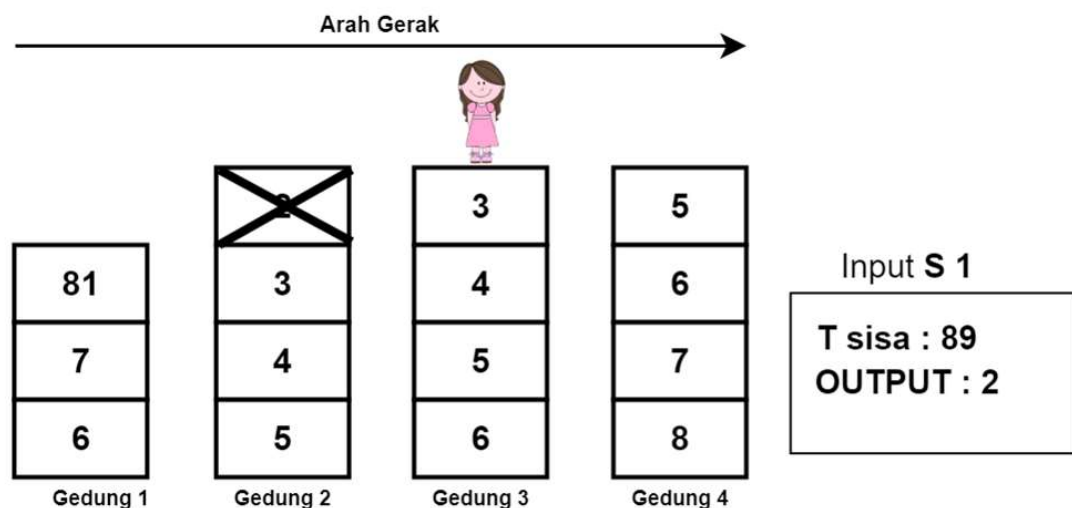 Arah Gerak
2 3 5
81 3 4 6
7 4 5 7
6 5 6 8
Gedung 1 Gedung 2 Gedung 3 Gedung 4
Input S 1
T sisa : 89
OUTPUT : 2